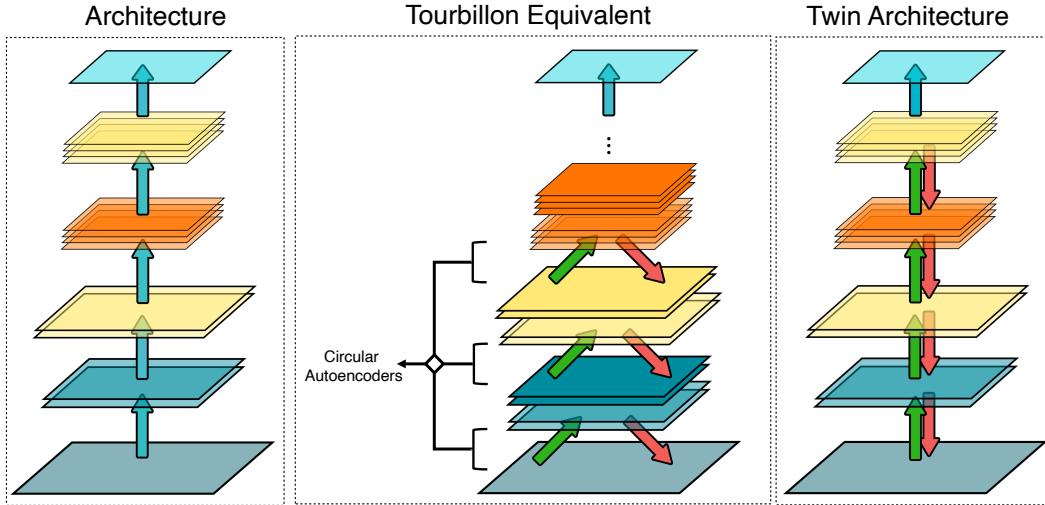 Architecture
Tourbillon Equivalent
Twin Architecture
...
Circular
Autoencoders